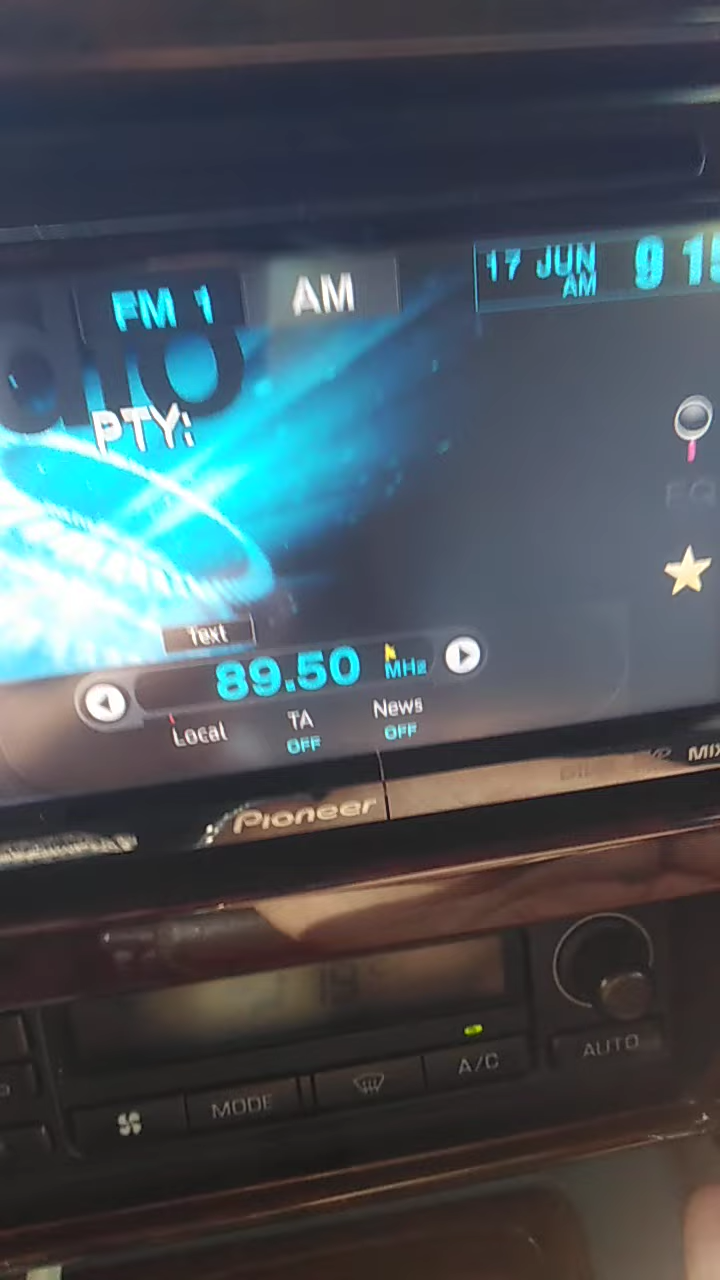 FM 1 AM 17 JUN AM
PTY:
Text
89.50 MHz
Local TA OFF News OFF
Pioneer
MODE A/C AUTO